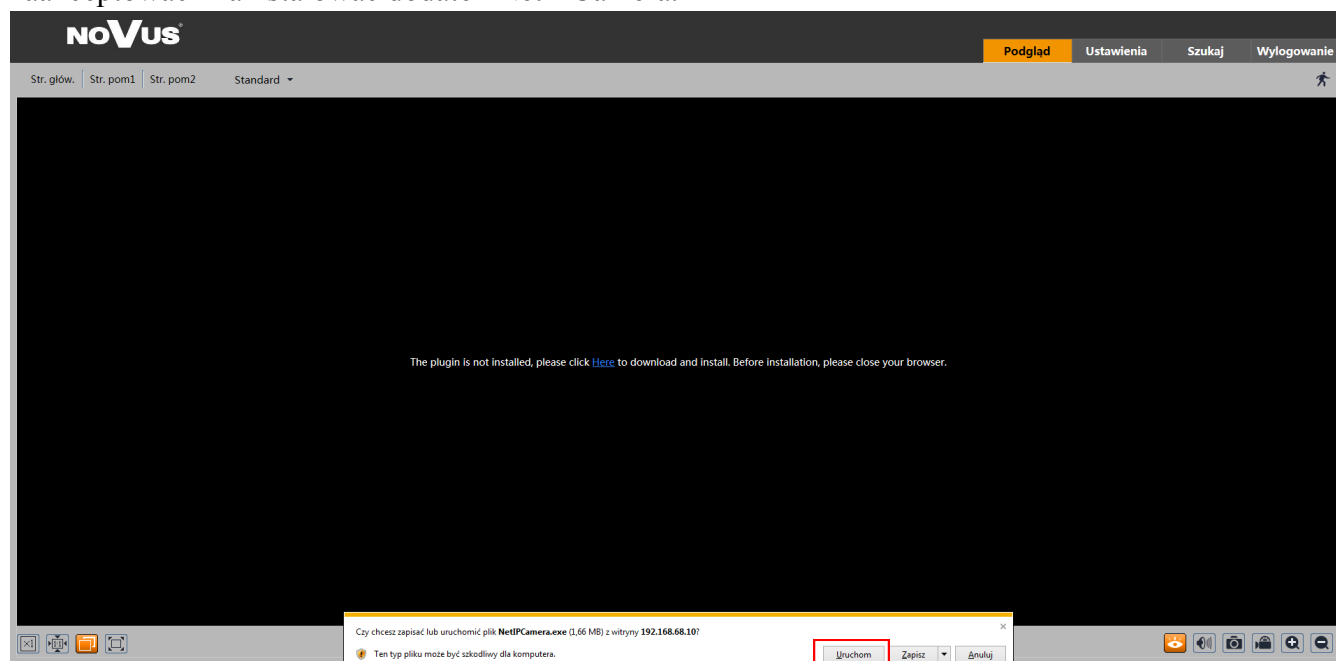 NOVUS
Podgląd Ustawienia Szukaj Wylogowanie
Str. główn. Str. pom1 Str. pom2 Standard
The plugin is not installed, please click Here to download and install. Before installation, please close your browser.
Czy chcesz zapisać lub uruchomić plik NetIPCamera.exe (1,66 MB) z witryny 192.168.68.10?
Ten typ pliku może być szkodliwy dla komputera.
Uruchom Zapisz Anuluj